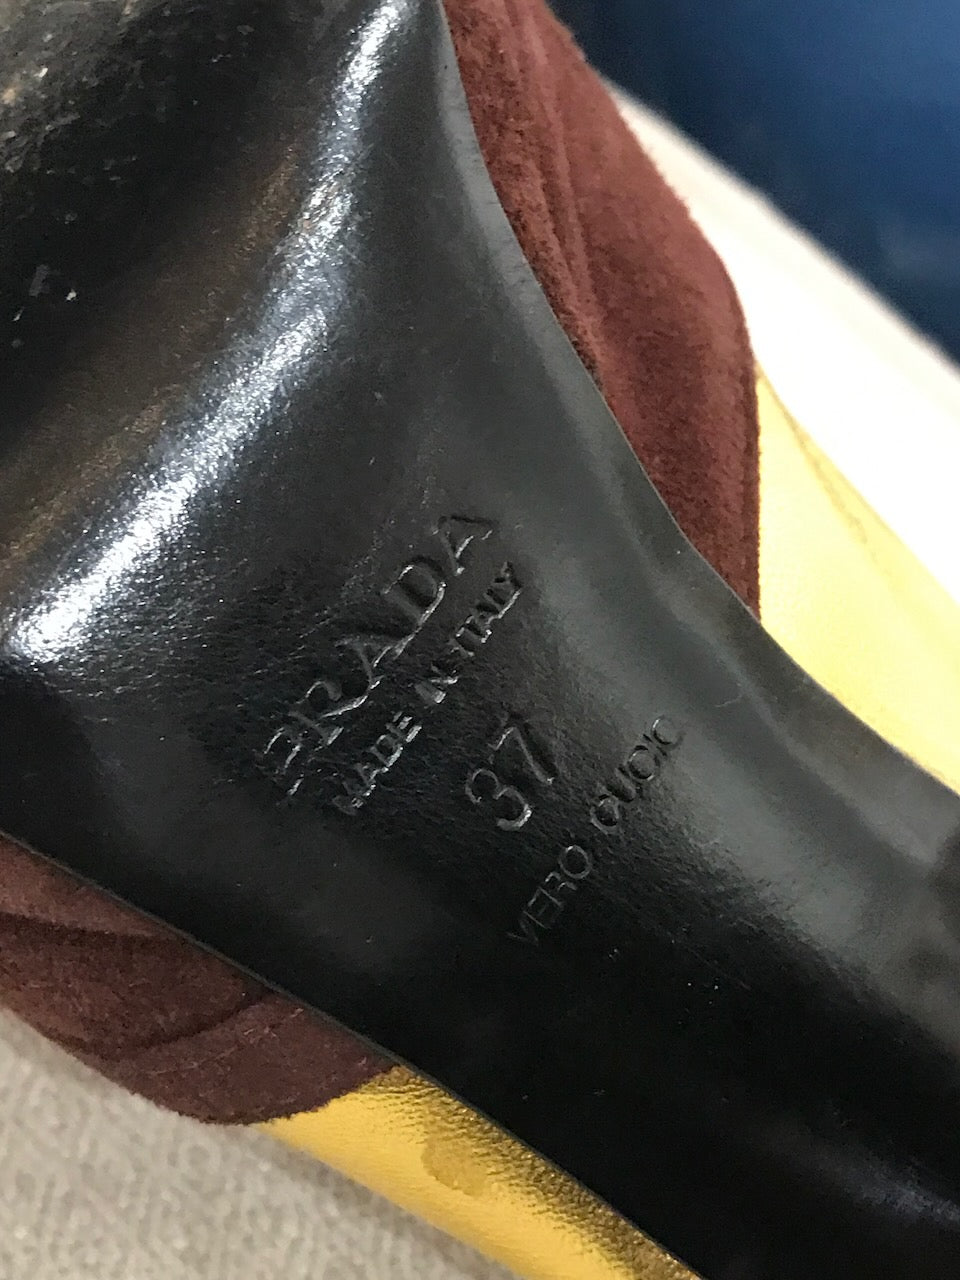 PRADA
MADE IN ITALY
37
VERO CUOIO